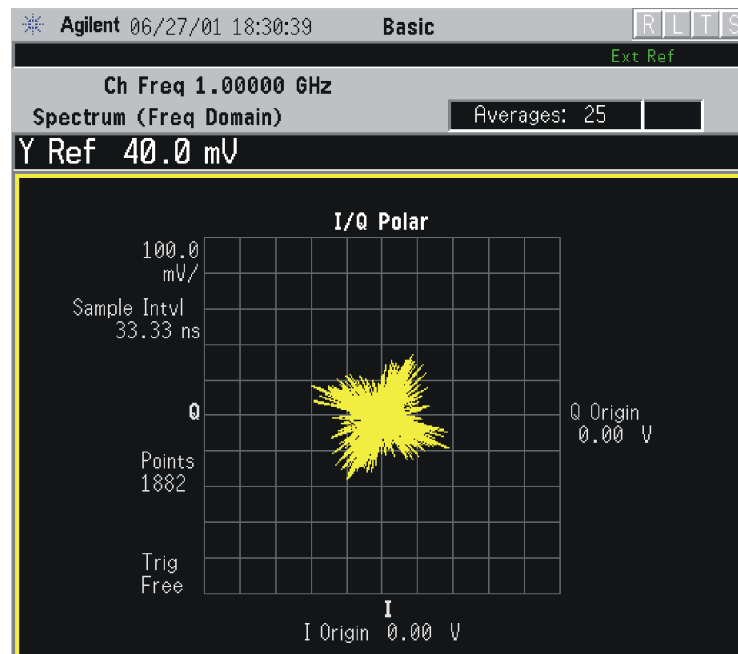 Agilent 06/27/01 18:30:39 Basic R L T S
Ext Ref
Ch Freq 1.00000 GHz
Spectrum (Freq Domain) Averages: 25
Y Ref 40.0 mV
I/Q Polar
100.0
mV/
Sample Intvl
33.33 ns
Q
Q Origin
0.00 V
Points
1882
Trig
Free
I
I Origin 0.00 V